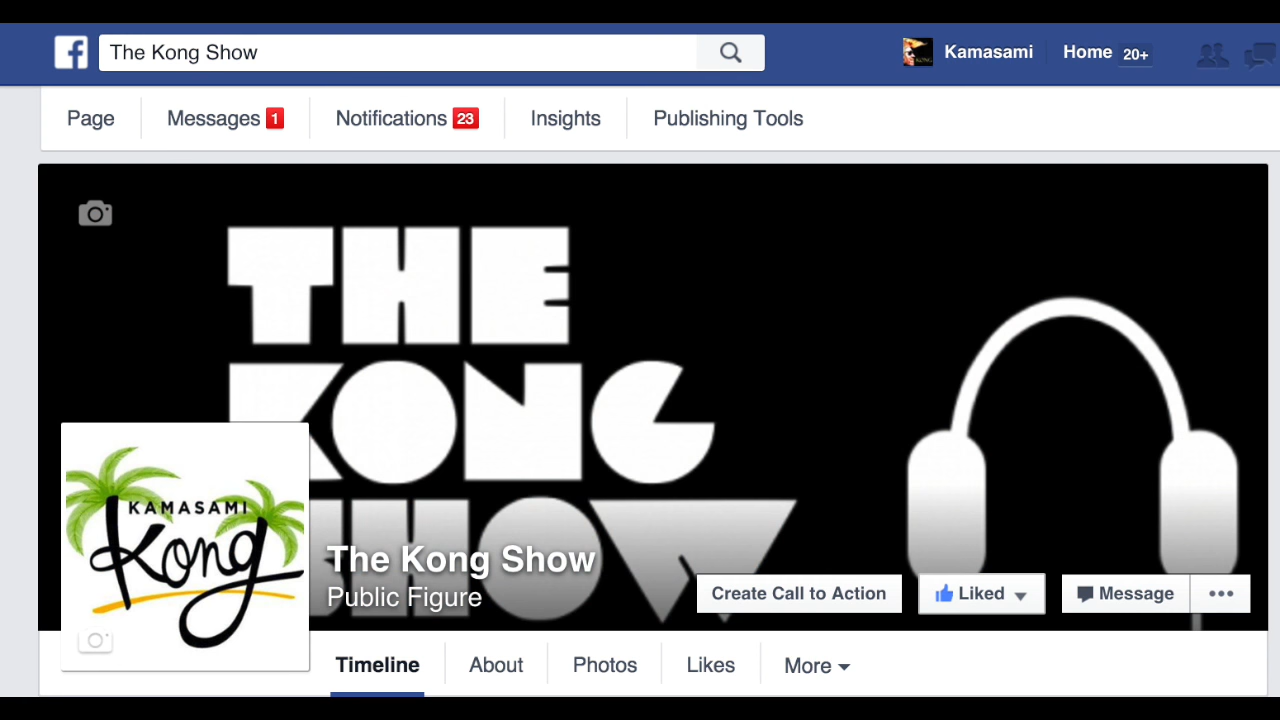 f The Kong Show Kamasami Home 20+
Page Messages 1 Notifications 23 Insights Publishing Tools
THE
KONG
SHOW
KAMASAMI
Kong
The Kong Show
Public Figure
Create Call to Action Liked Message •••
Timeline About Photos Likes More